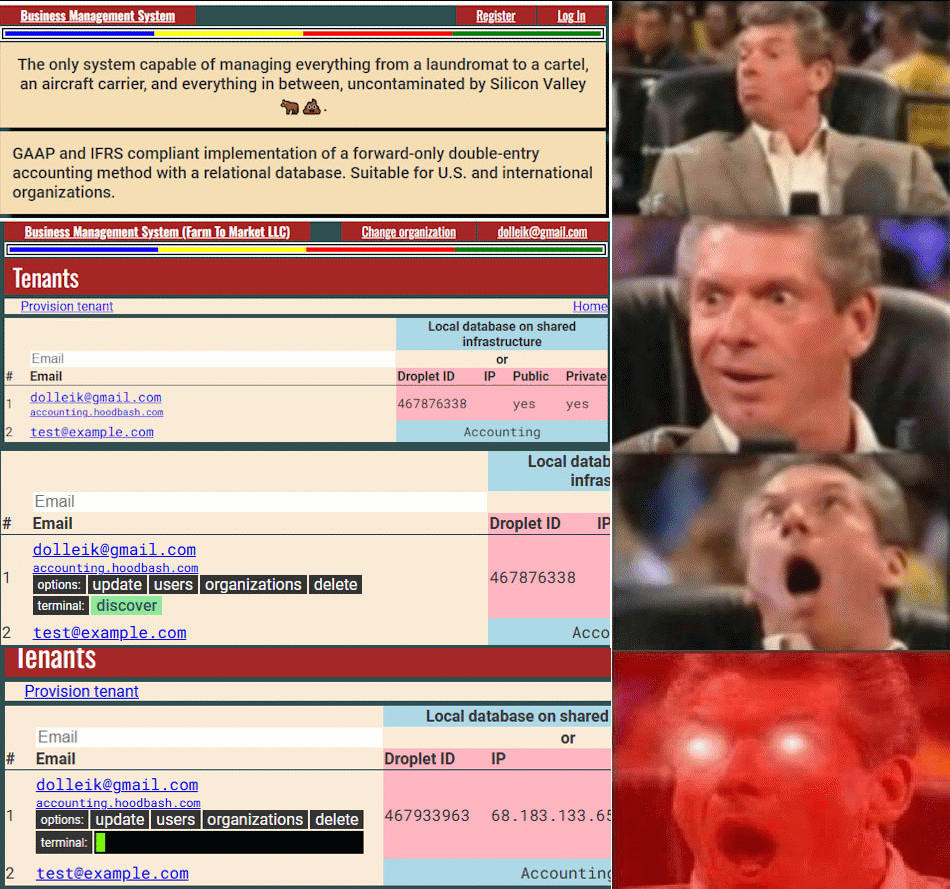 Business Management System Register Log In
The only system capable of managing everything from a laundromat to a cartel,
an aircraft carrier, and everything in between, uncontaminated by Silicon Valley
🐂💩.
GAAP and IFRS compliant implementation of a forward-only double-entry
accounting method with a relational database. Suitable for U.S. and international
organizations.
Business Management System (Farm To Market LLC) Change organization dolleik@gmail.com
Tenants
Provision tenant Home
Local database on shared
infrastructure
Email or
# Email Droplet ID IP Public Private
1 dolleik@gmail.com 467876338 yes yes
accounting.hoodbash.com
2 test@example.com Accounting
Local datab
infras
Email
# Email Droplet ID IP
dolleik@gmail.com
accounting.hoodbash.com
1 options: update users organizations delete 467876338
terminal: discover
2 test@example.com Acco
Tenants
Provision tenant
Local database on shared
Email or
# Email Droplet ID IP
dolleik@gmail.com
accounting.hoodbash.com
1 options: update users organizations delete 467933963 68.183.133.65
terminal:
2 test@example.com Accounting